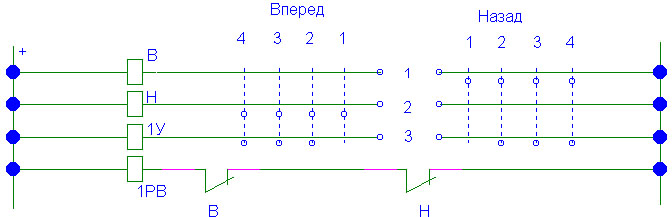 Вперед
Назад
4 3 2 1
1 2 3 4
+
В
1
Н
2
1У
3
1РВ
В
Н